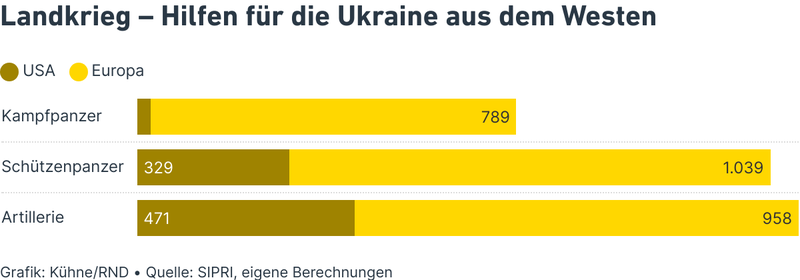 Landkrieg – Hilfen für die Ukraine aus dem Westen
USA Europa
Kampfpanzer 789
Schützenpanzer 329 1.039
Artillerie 471 958
Grafik: Kühne/RND • Quelle: SIPRI, eigene Berechnungen